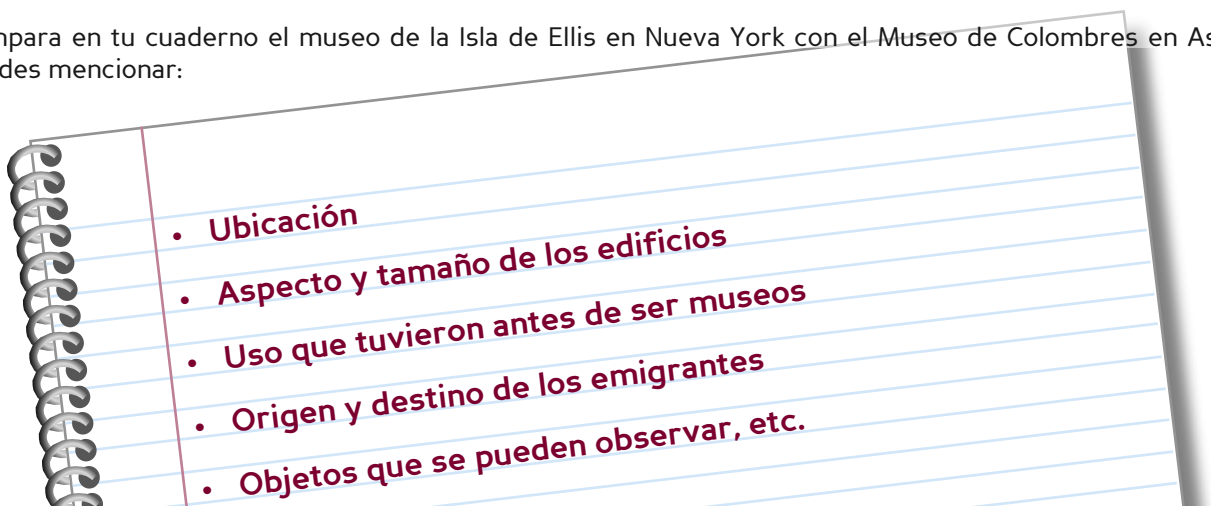 npara en tu cuaderno el museo de la Isla de Ellis en Nueva York con el Museo de Colombres en As
des mencionar:
• Ubicación
• Aspecto y tamaño de los edificios
• Uso que tuvieron antes de ser museos
• Origen y destino de los emigrantes
• Objetos que se pueden observar, etc.